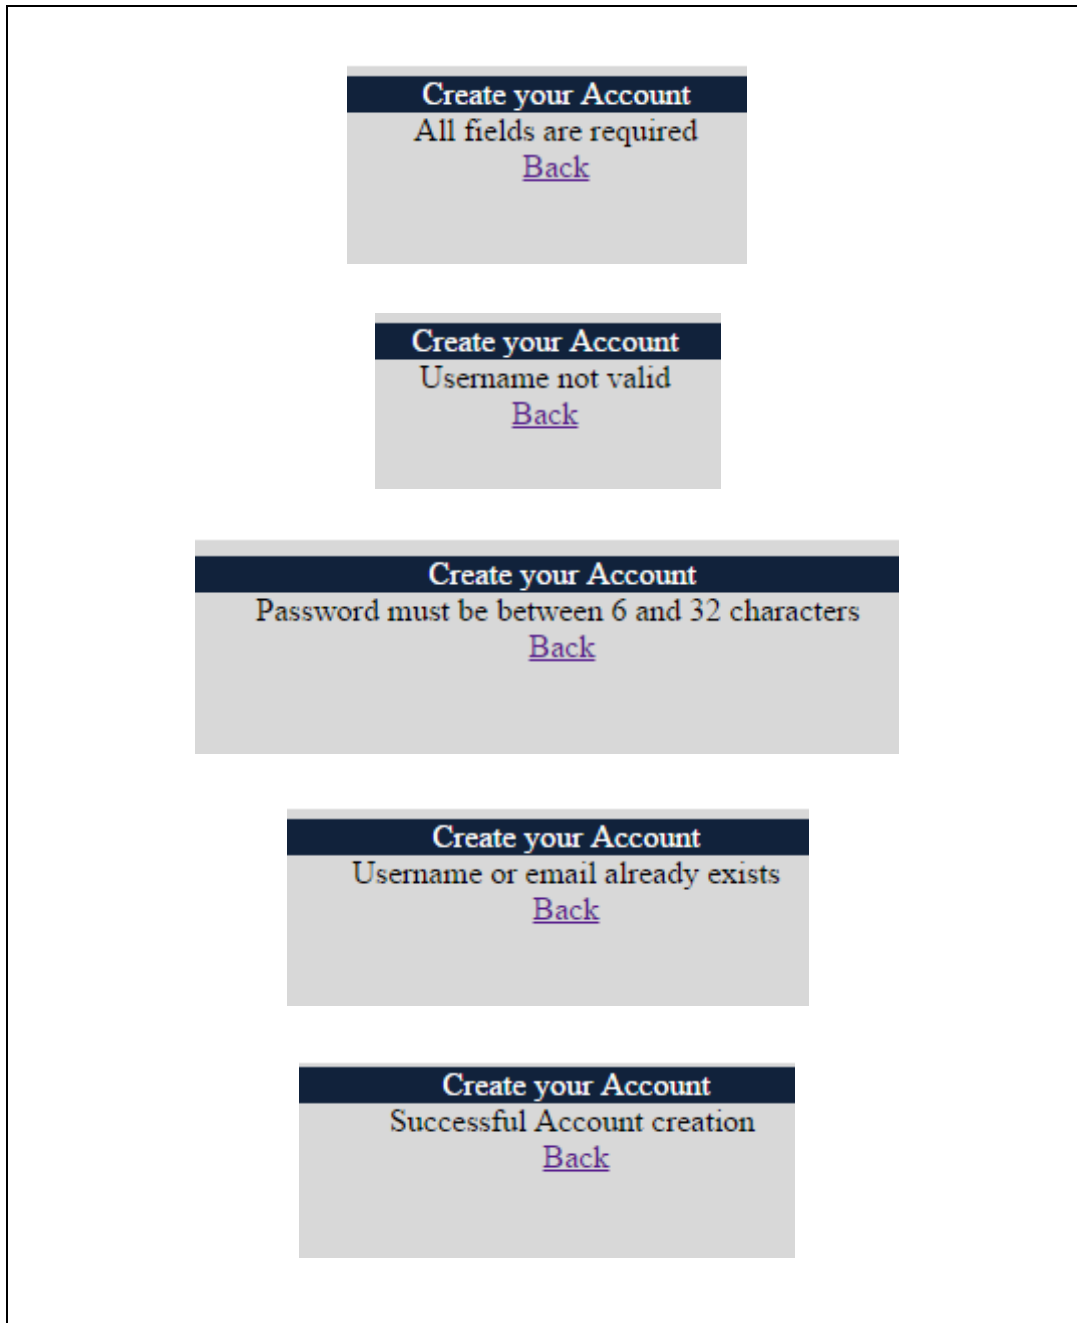 Create your Account
All fields are required
Back
Create your Account
Username not valid
Back
Create your Account
Password must be between 6 and 32 characters
Back
Create your Account
Username or email already exists
Back
Create your Account
Successful Account creation
Back